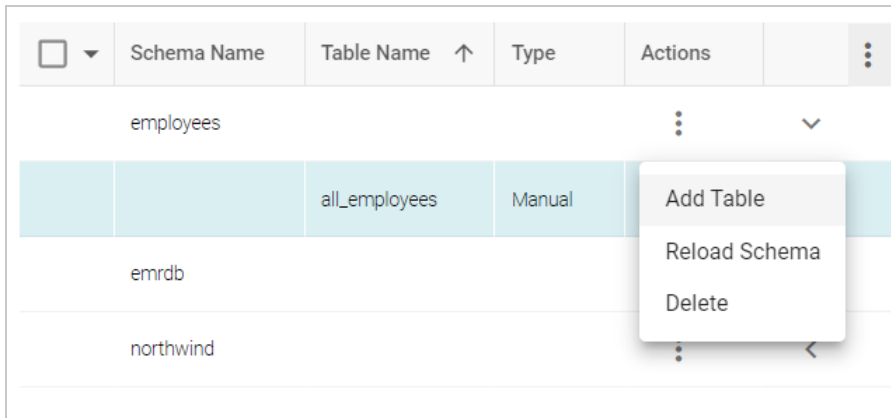 Schema Name Table Name Type Actions
employees
all_employees Manual
Add Table
Reload Schema
Delete
emrdb
northwind